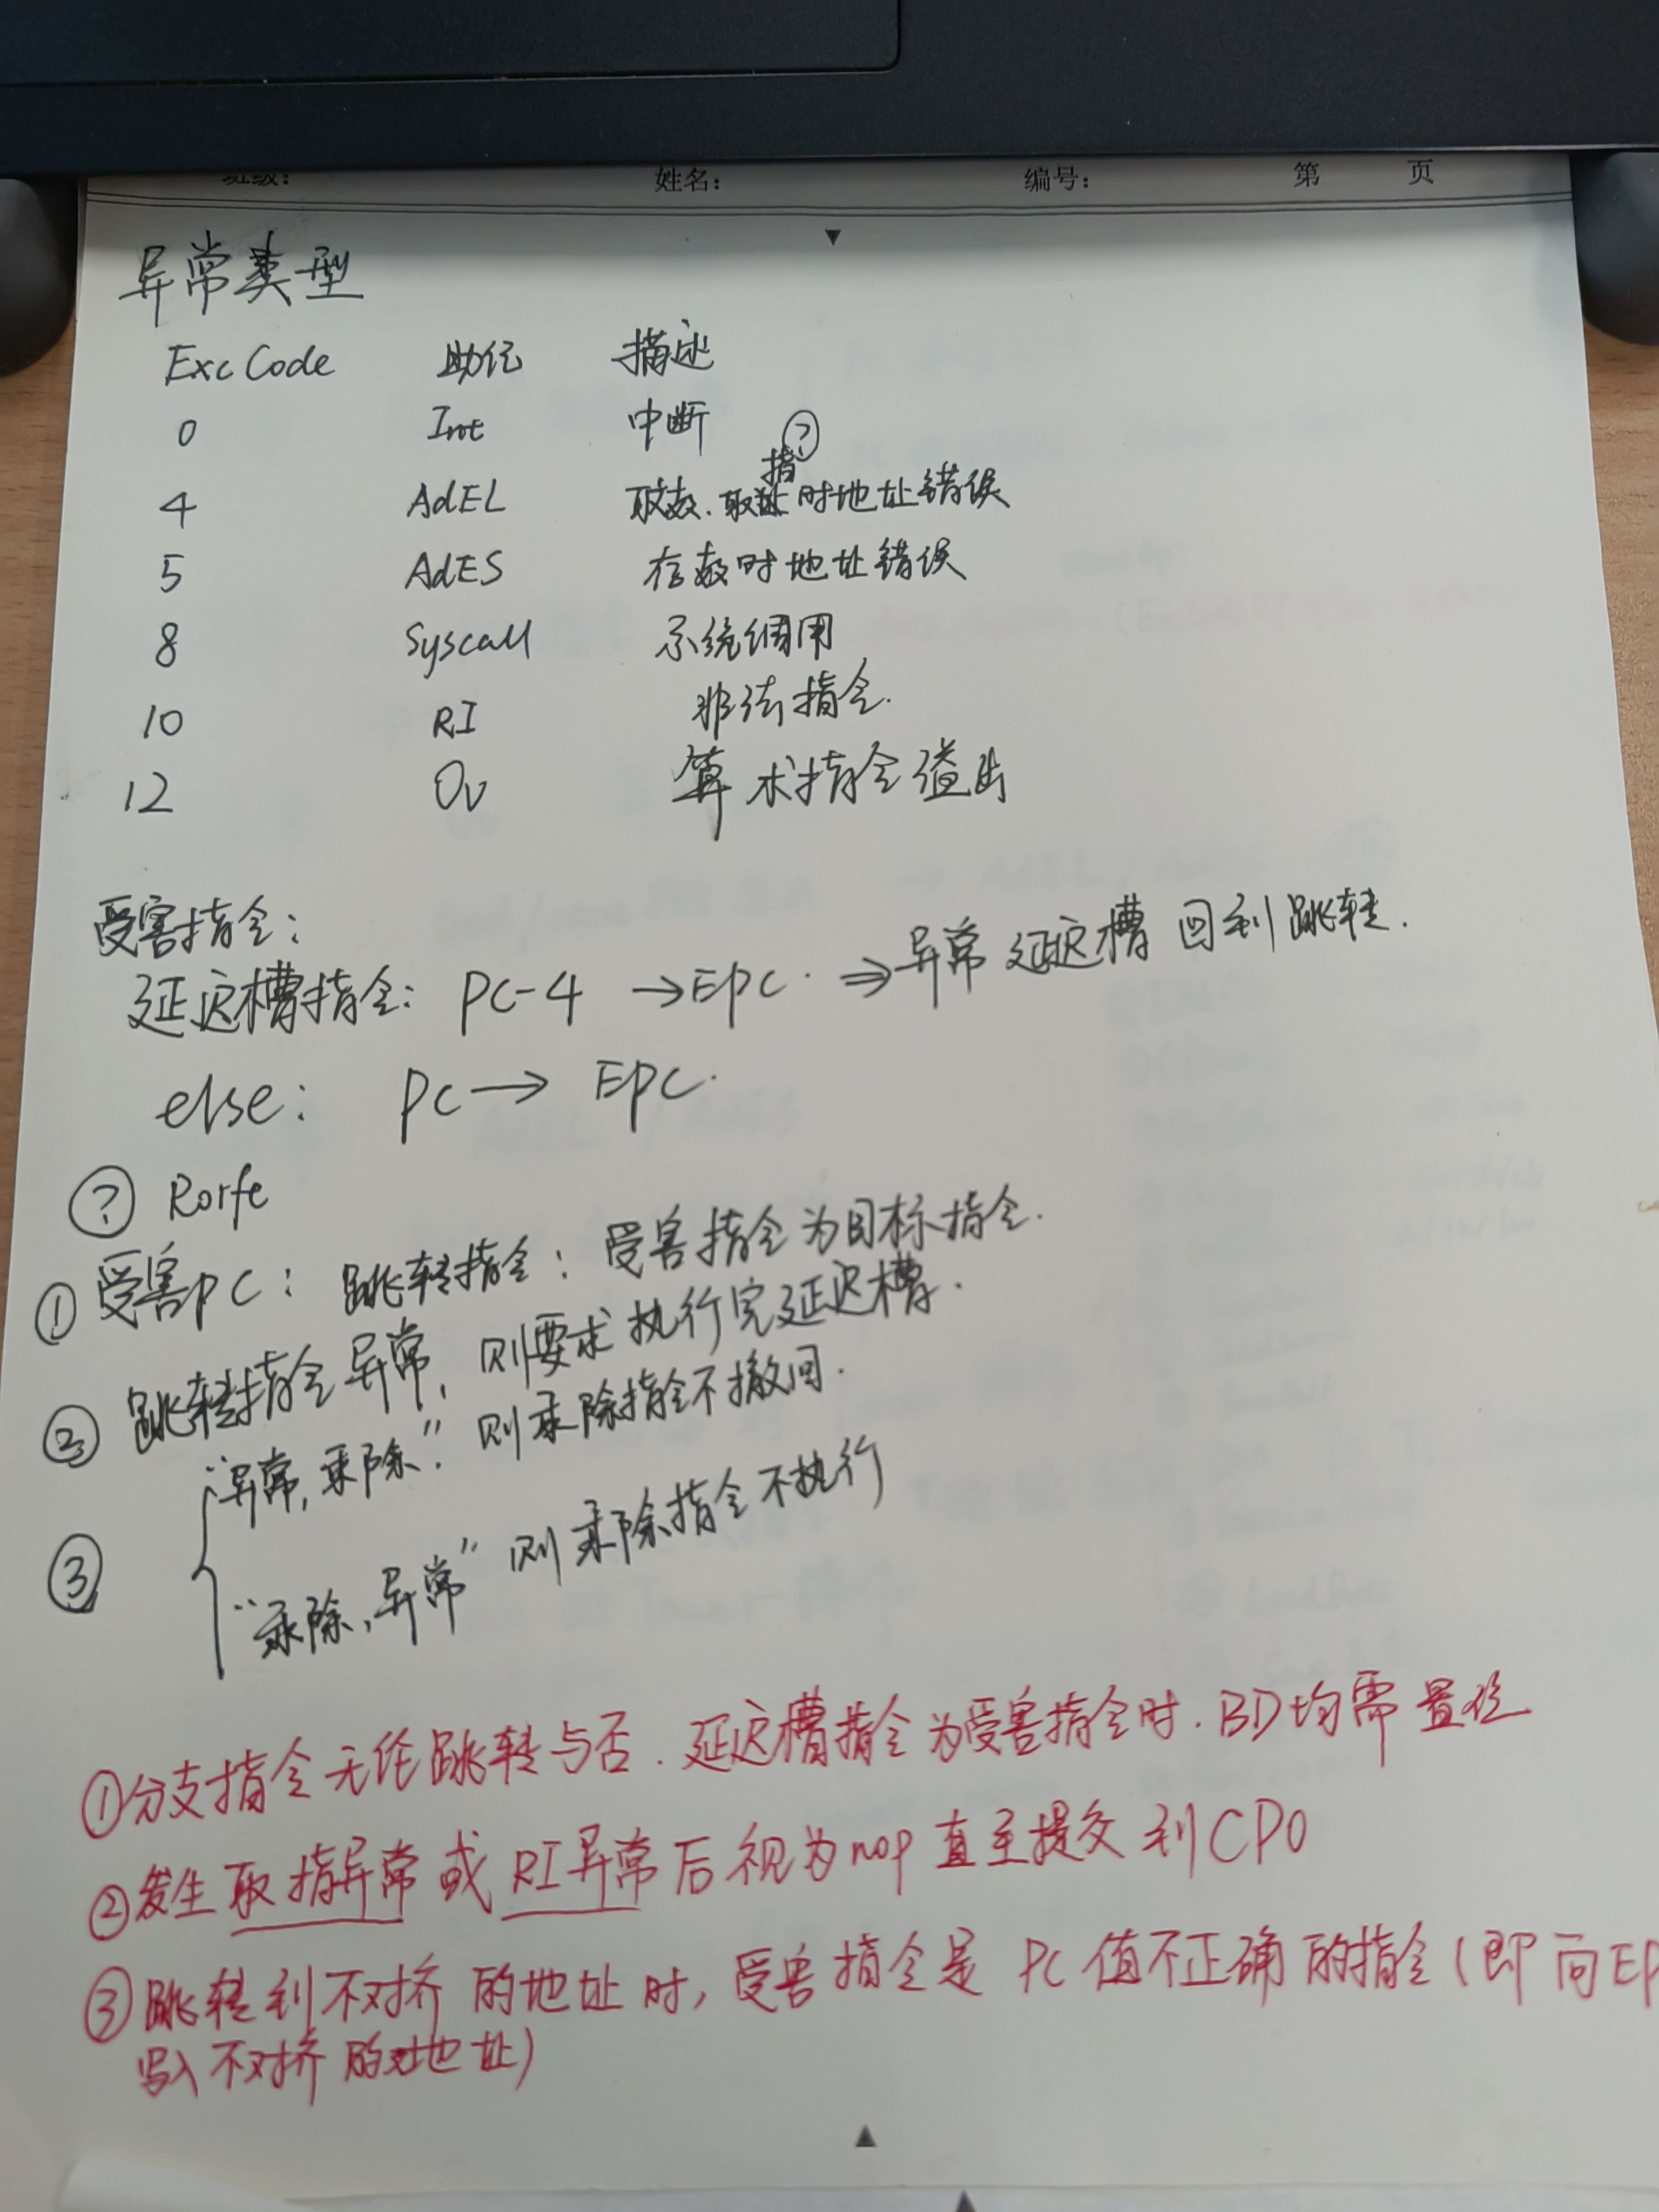 班级： 姓名： 编号： 第 页
异常类型
ExcCode 助记 描述
0 Int 中断 ?
指
4 AdEL 取数、取 时地址错误
5 AdES 存数时地址错误
8 Syscall 系统调用
10 RI 非法指令.
12 Ov 算术指令溢出
受害指令：
延迟槽指令： PC-4 →EPC. ⇒异常延迟槽回到跳转.
else： PC → EPC.
? Rorfe
①受害PC： 跳转指令：受害指令为目标指令.
② 跳转指令异常，则要求执行完延迟槽.
③ “异常，乘除”. 则乘除指令不撤回.
“乘除，异常” 则乘除指令不执行
①分支指令无伦跳转与否. 延迟槽指令为受害指令时. BD均需置位
②发生取指异常或RI异常后视为nop直至提交到CP0
③跳转到不对挤的地址时，受害指令是PC值不正确的指令（即向EP
写入不对挤的地址）